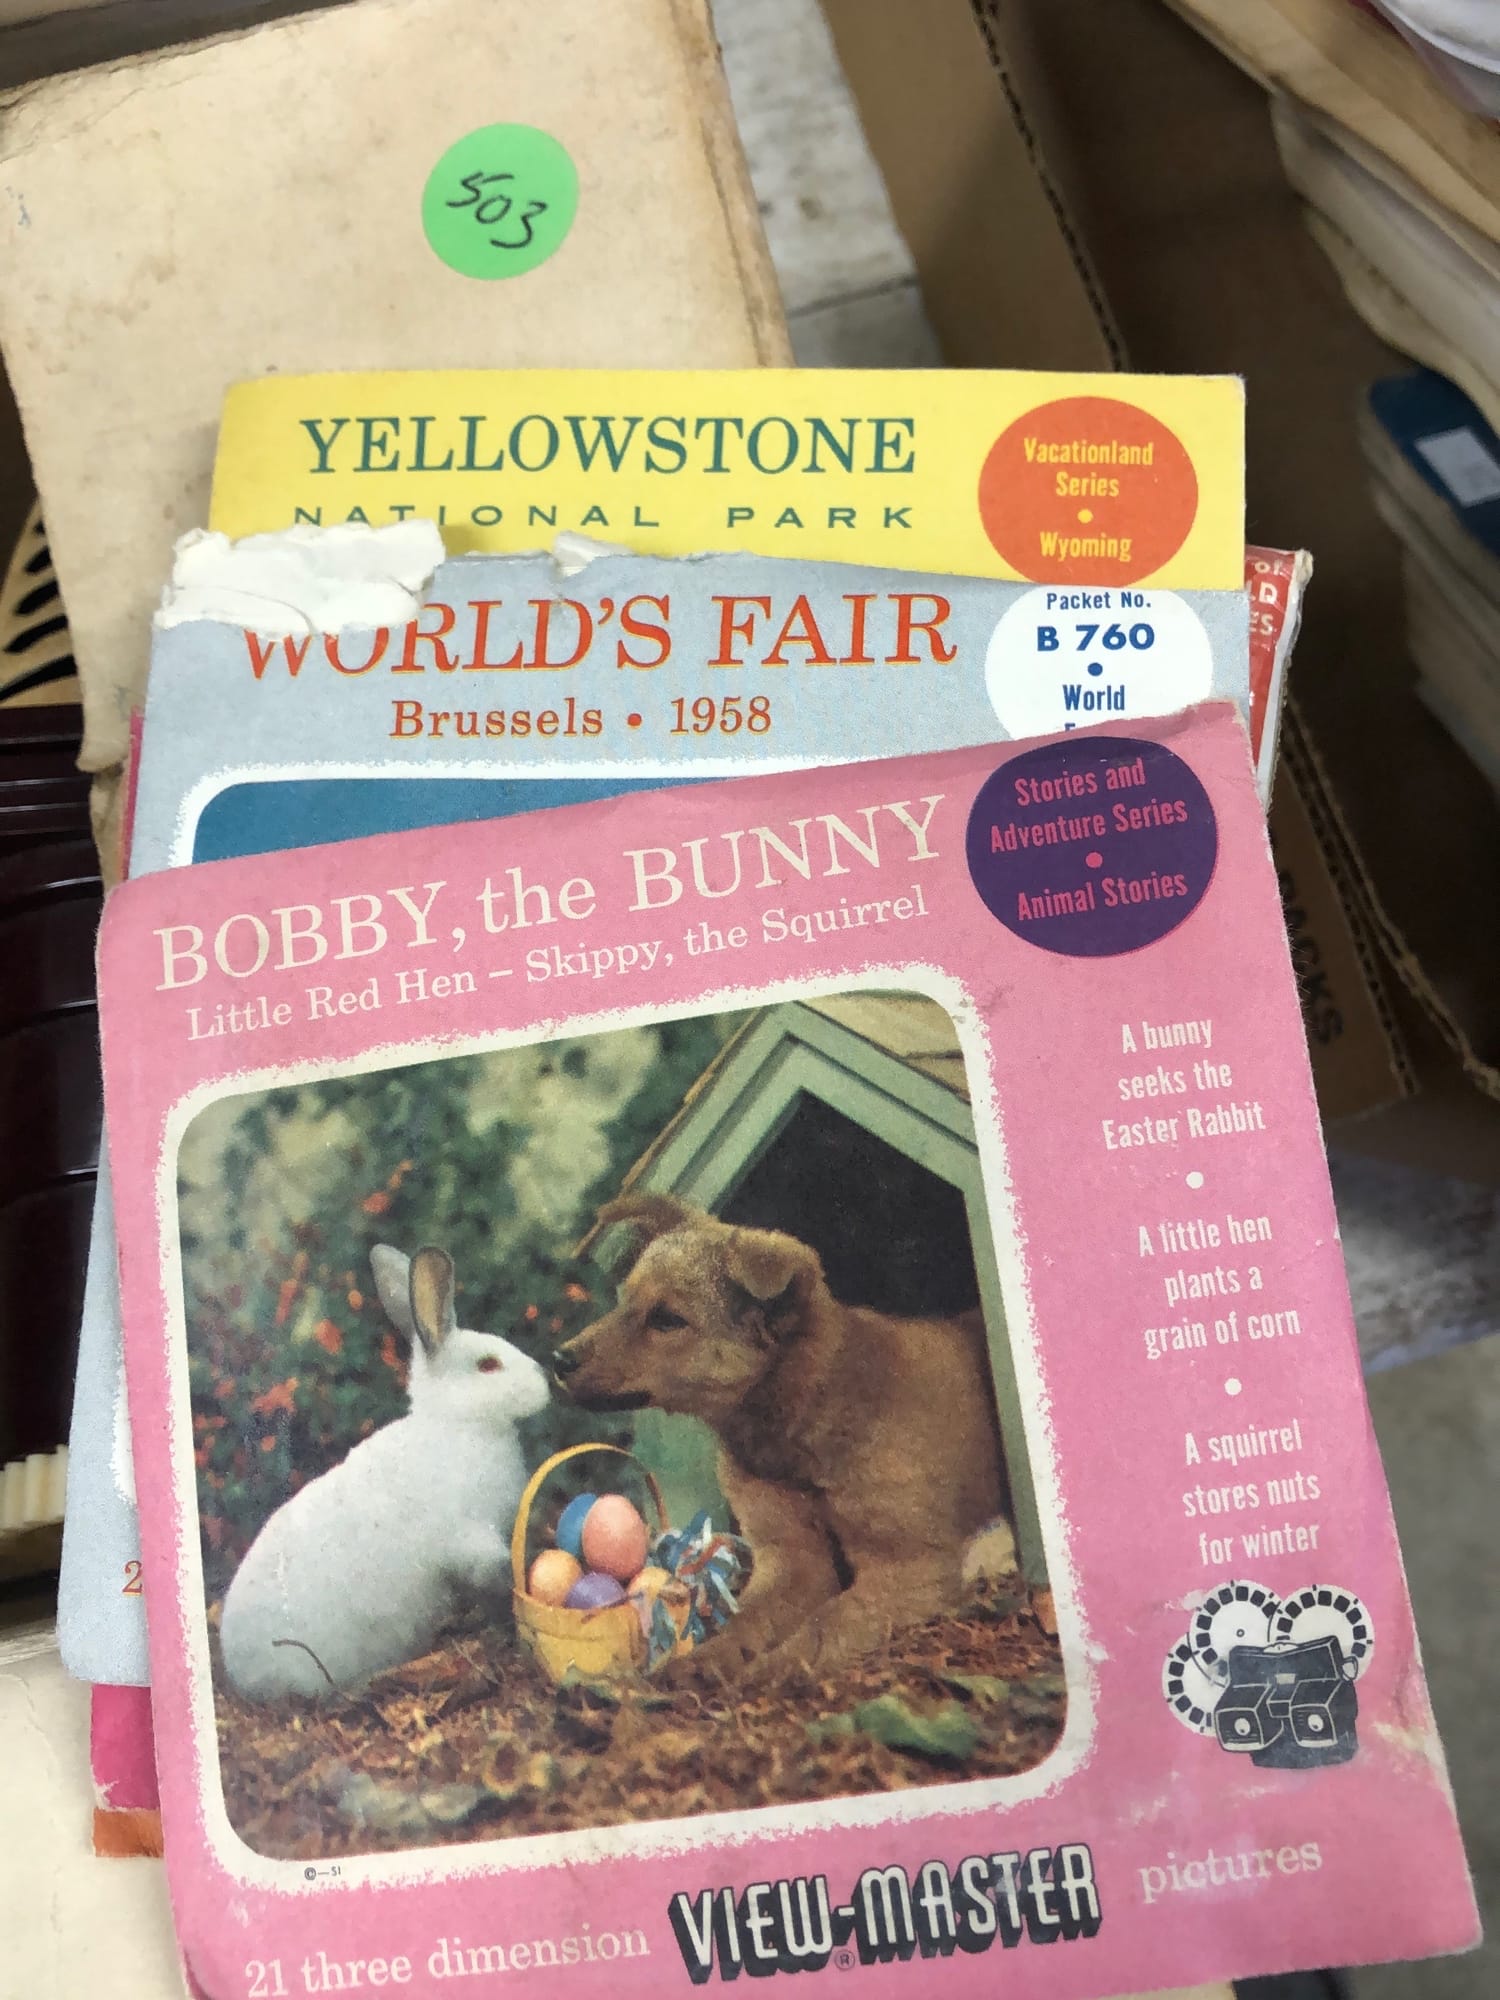 503
YELLOWSTONE
NATIONAL PARK
Vacationland
Series
•
Wyoming
WORLD'S FAIR
Brussels • 1958
Packet No.
B 760
•
World
BOBBY, the BUNNY
Little Red Hen – Skippy, the Squirrel
Stories and
Adventure Series
•
Animal Stories
A bunny
seeks the
Easter Rabbit
•
A little hen
plants a
grain of corn
•
A squirrel
stores nuts
for winter
©—SI
2
21 three dimension VIEW-MASTER® pictures